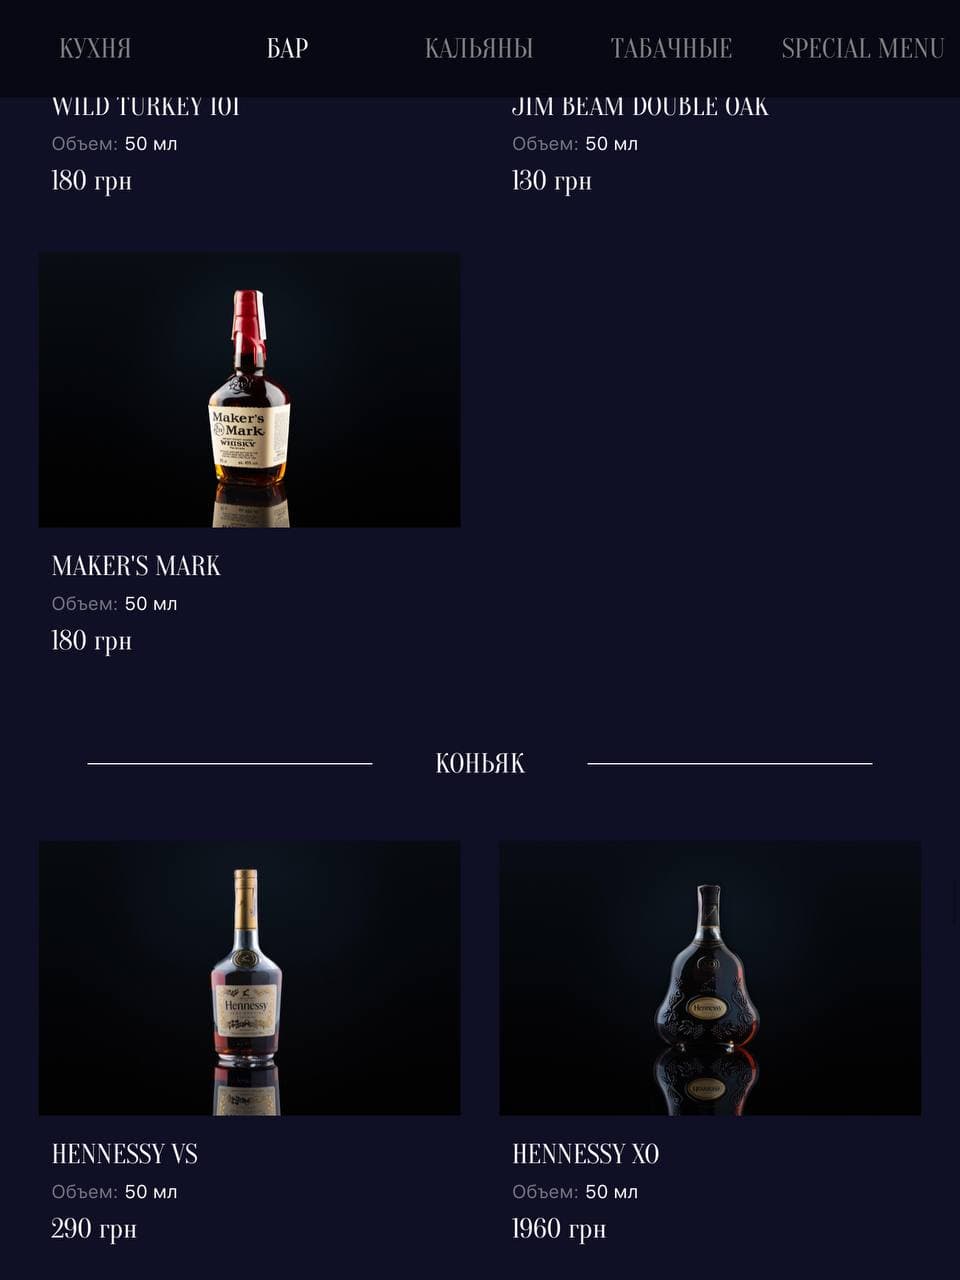 КУХНЯ
БАР
КАЛЬЯНЫ
ТАБАЧНЫЕ
SPECIAL MENU
WILD TURKEY 101
Объем: 50 мл
180 грн
JIM BEAM DOUBLE OAK
Объем: 50 мл
130 грн
Maker's
Mark
WHISKY
MAKER'S MARK
Объем: 50 мл
180 грн
КОНЬЯК
Hennessy
HENNESSY VS
Объем: 50 мл
290 грн
Hennessy
HENNESSY XO
Объем: 50 мл
1960 грн